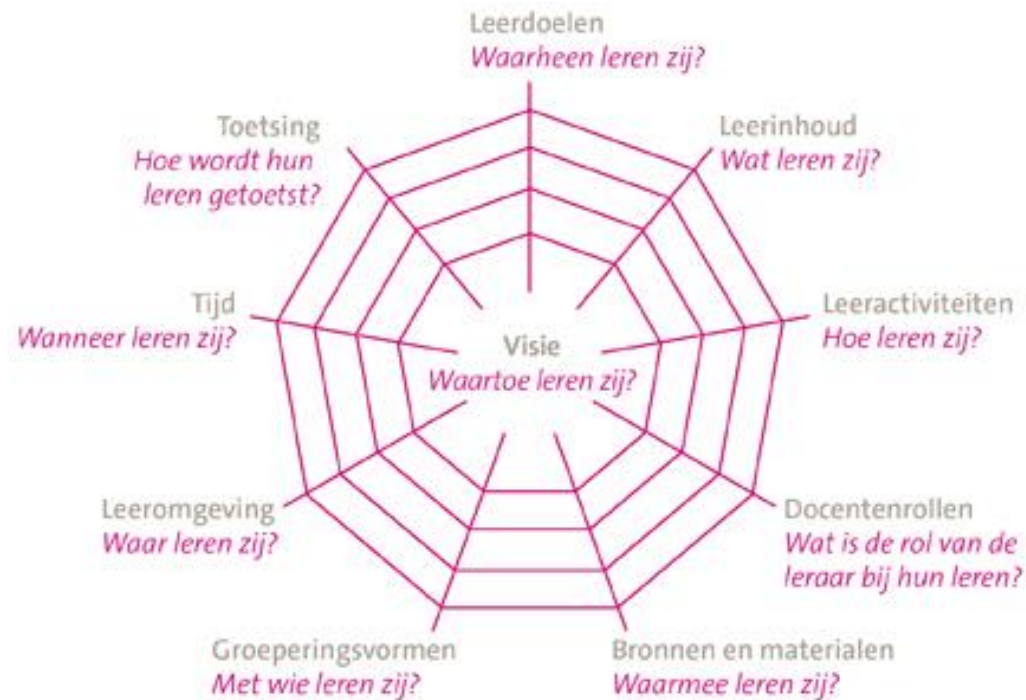 Leerdoelen
Waarheen leren zij?
Leerinhoud
Wat leren zij?
Leeractiviteiten
Hoe leren zij?
Docentenrollen
Wat is de rol van de
leraar bij hun leren?
Bronnen en materialen
Waarmee leren zij?
Groeperingsvormen
Met wie leren zij?
Leeromgeving
Waar leren zij?
Tijd
Wanneer leren zij?
Toetsing
Hoe wordt hun
leren getoetst?
Visie
Waartoe leren zij?